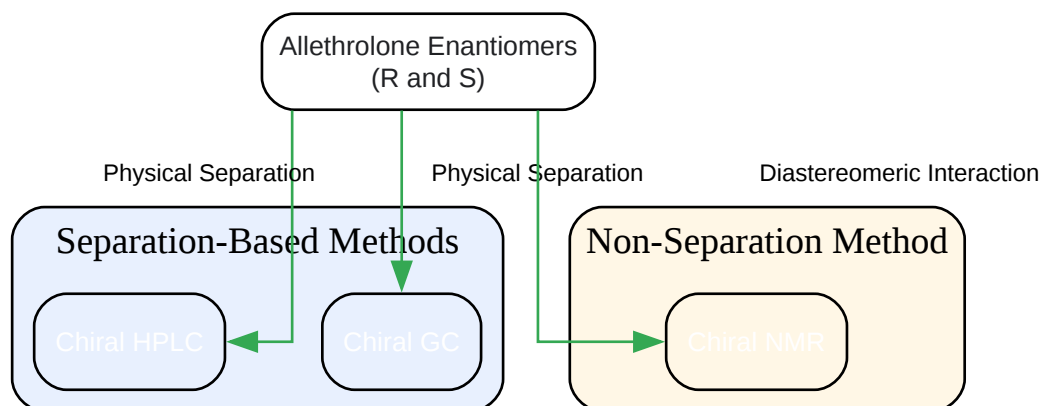 Allethrolone Enantiomers
(R and S)
Physical Separation
Physical Separation
Diastereomeric Interaction
Separation-Based Methods
Non-Separation Method
Chiral HPLC
Chiral GC
Chiral NMR